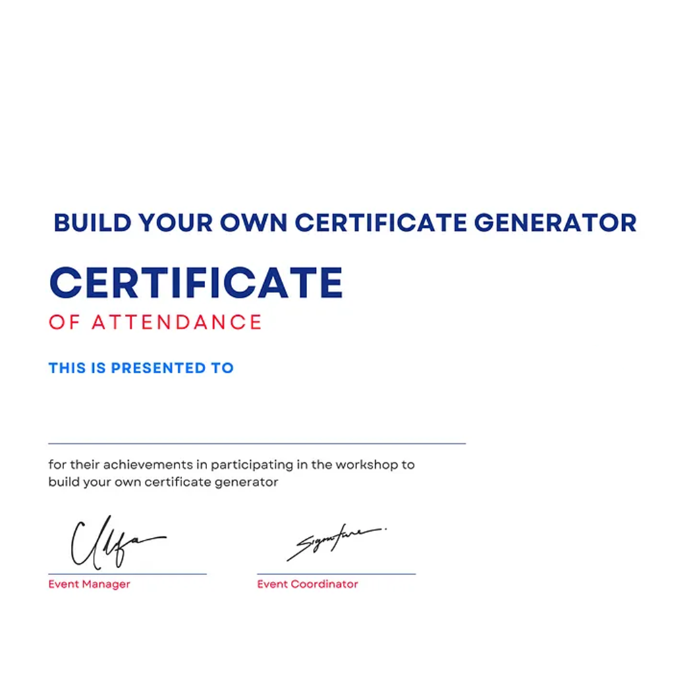 BUILD YOUR OWN CERTIFICATE GENERATOR
CERTIFICATE
OF ATTENDANCE
THIS IS PRESENTED TO
for their achievements in participating in the workshop to
build your own certificate generator
Signature
Event Manager
Event Coordinator